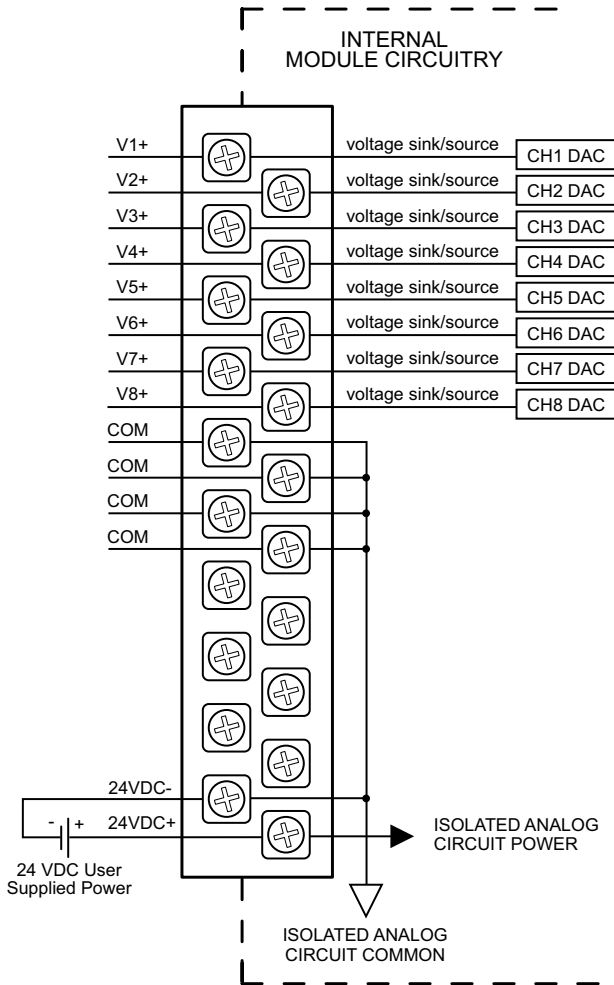 INTERNAL
MODULE CIRCUITRY
V1+ voltage sink/source CH1 DAC
V2+ voltage sink/source CH2 DAC
V3+ voltage sink/source CH3 DAC
V4+ voltage sink/source CH4 DAC
V5+ voltage sink/source CH5 DAC
V6+ voltage sink/source CH6 DAC
V7+ voltage sink/source CH7 DAC
V8+ voltage sink/source CH8 DAC
COM
COM
COM
COM
24VDC-
- + 24VDC+
24 VDC User
Supplied Power
ISOLATED ANALOG
CIRCUIT POWER
ISOLATED ANALOG
CIRCUIT COMMON